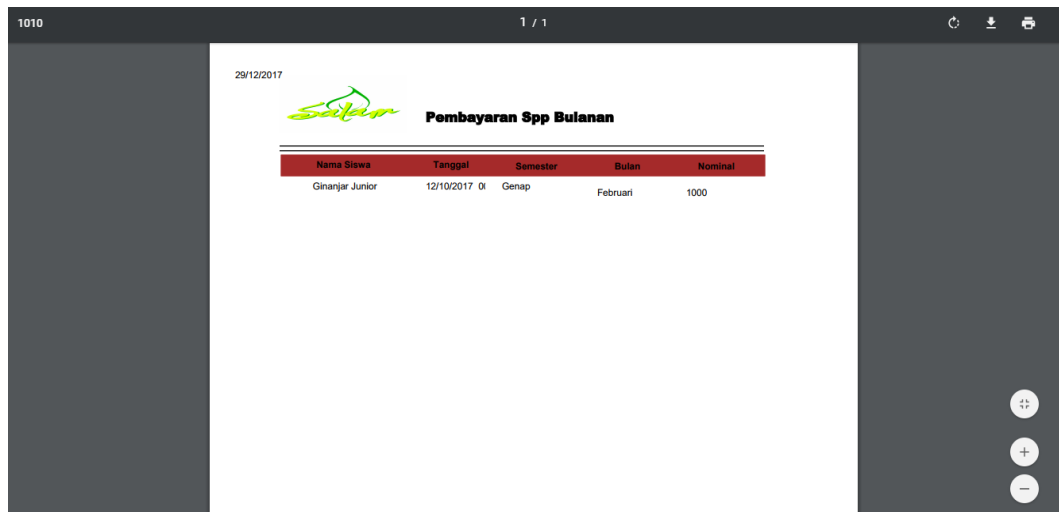 1010 1 / 1
29/12/2017
Salam
Pembayaran Spp Bulanan
Nama Siswa Tanggal Semester Bulan Nominal
Ginanjar Junior 12/10/2017 Genap Februari 1000